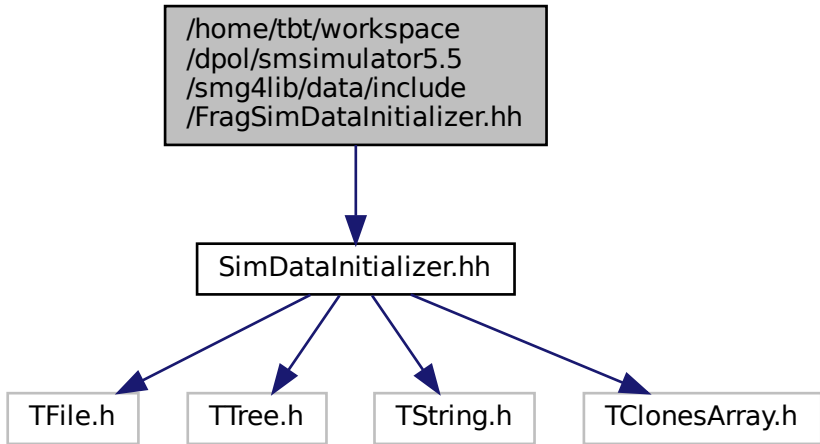 /home/tbt/workspace
/dpol/smsimulator5.5
/smg4lib/data/include
/FragSimDataInitializer.hh
SimDataInitializer.hh
TFile.h
TTree.h
TString.h
TClonesArray.h